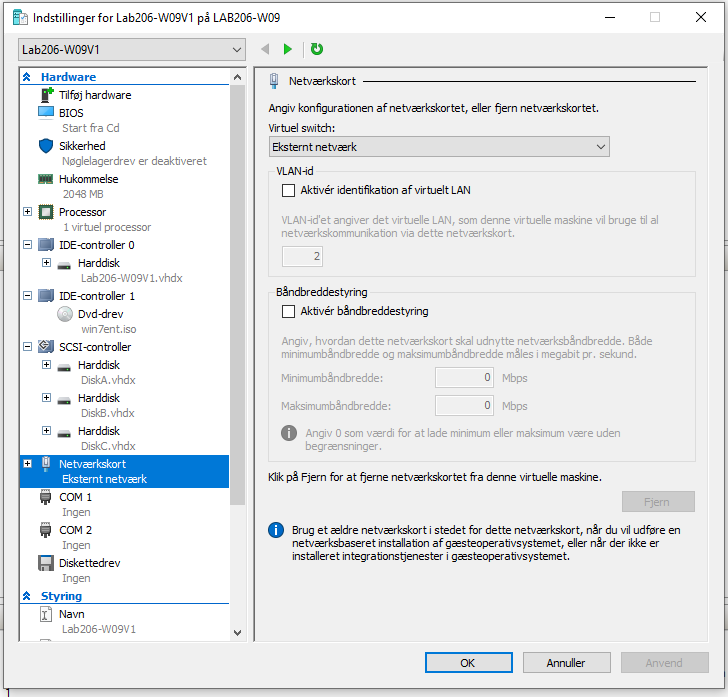 Indstillinger for Lab206-W09V1 på LAB206-W09
Lab206-W09V1
Hardware
Tilføj hardware
BIOS
Start fra Cd
Sikkerhed
Nøglelagerdrev er deaktiveret
Hukommelse
2048 MB
Processor
1 virtuel processor
IDE-controller 0
Harddisk
Lab206-W09V1.vhdx
IDE-controller 1
Dvd-drev
win7ent.iso
SCSI-controller
Harddisk
DiskA.vhdx
Harddisk
DiskB.vhdx
Harddisk
DiskC.vhdx
Netværkskort
Eksternt netværk
COM 1
Ingen
COM 2
Ingen
Diskettedrev
Ingen
Styring
Navn
Lab206-W09V1
Netværkskort
Angiv konfigurationen af netværkskortet, eller fjern netværkskortet.
Virtuel switch:
Eksternt netværk
VLAN-id
Aktivér identifikation af virtuelt LAN
VLAN-id'et angiver det virtuelle LAN, som denne virtuelle maskine vil bruge til al
netværkskommunikation via dette netværkskort.
2
Båndbreddestyring
Aktivér båndbreddestyring
Angiv, hvordan dette netværkskort skal udnytte netværksbåndbredde. Både
minimumbåndbredde og maksimumbåndbredde måles i megabit pr. sekund.
Minimumbåndbredde: 0 Mbps
Maksimumbåndbredde: 0 Mbps
Angiv 0 som værdi for at lade minimum eller maksimum være uden
begrænsninger.
Klik på Fjern for at fjerne netværkskortet fra denne virtuelle maskine.
Fjern
Brug et ældre netværkskort i stedet for dette netværkskort, når du vil udføre en
netværksbaseret installation af gæsteoperativsystemet, eller når der ikke er
installeret integrationstjenester i gæsteoperativsystemet.
OK Annuller Anvend